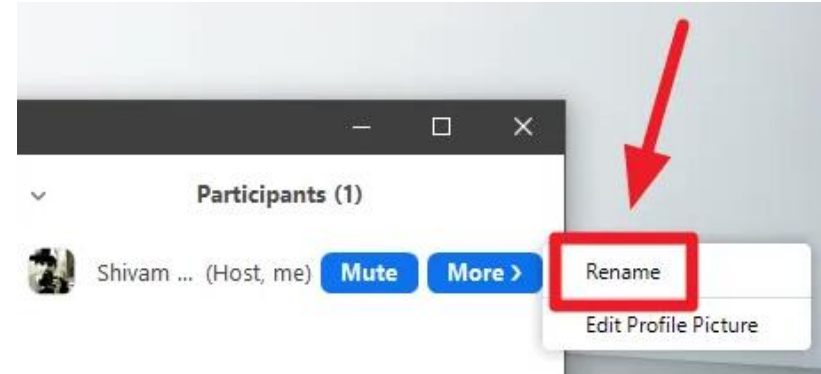 Participants (1)
Shivam ... (Host, me) Mute More >
Rename
Edit Profile Picture